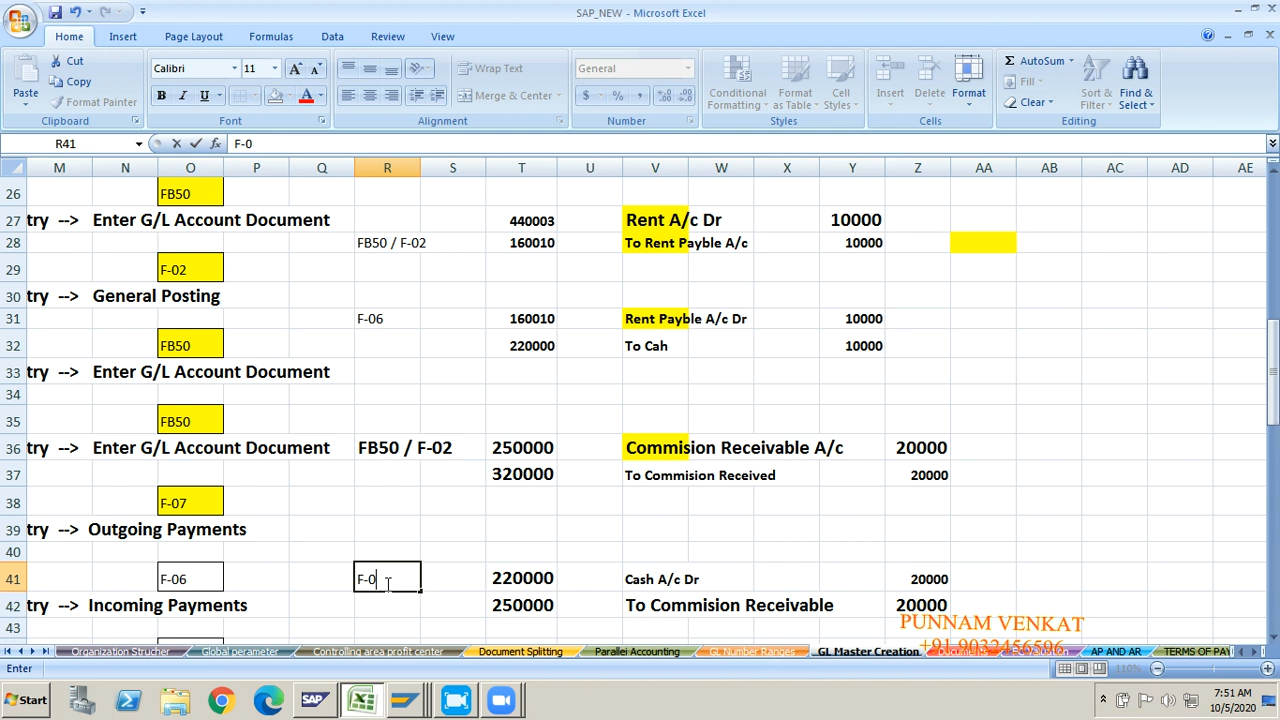 SAP_NEW - Microsoft Excel
Home Insert Page Layout Formulas Data Review View
Cut
Copy
Format Painter
Paste
Clipboard
Calibri 11
Font
Wrap Text
Merge & Center
Alignment
General
Number
Conditional Formatting
Format as Table
Cell Styles
Styles
Insert Delete Format
Cells
AutoSum
Fill
Clear
Sort & Filter
Find & Select
Editing
R41 F-0
M N O P Q R S T U V W X Y Z AA AB AC AD AE
26 FB50
27 try --> Enter G/L Account Document 440003 Rent A/c Dr 10000
28 FB50 / F-02 160010 To Rent Payble A/c 10000
29 F-02
30 try --> General Posting
31 F-06 160010 Rent Payble A/c Dr 10000
32 FB50 220000 To Cah 10000
33 try --> Enter G/L Account Document
34
35 FB50
36 try --> Enter G/L Account Document FB50 / F-02 250000 Commision Receivable A/c 20000
37 320000 To Commision Received 20000
38 F-07
39 try --> Outgoing Payments
40
41 F-06 F-0 220000 Cash A/c Dr 20000
42 try --> Incoming Payments 250000 To Commision Receivable 20000
43
PUNNAM VENKAT
+91 9032456596
Organization Strucher Global perameter Controlling area profit center Document Splitting Parallei Accounting GL Number Ranges GL Master Creation AP AND AR TERMS OF PAY
Enter 110%
Start SAP 7:51 AM
10/5/2020